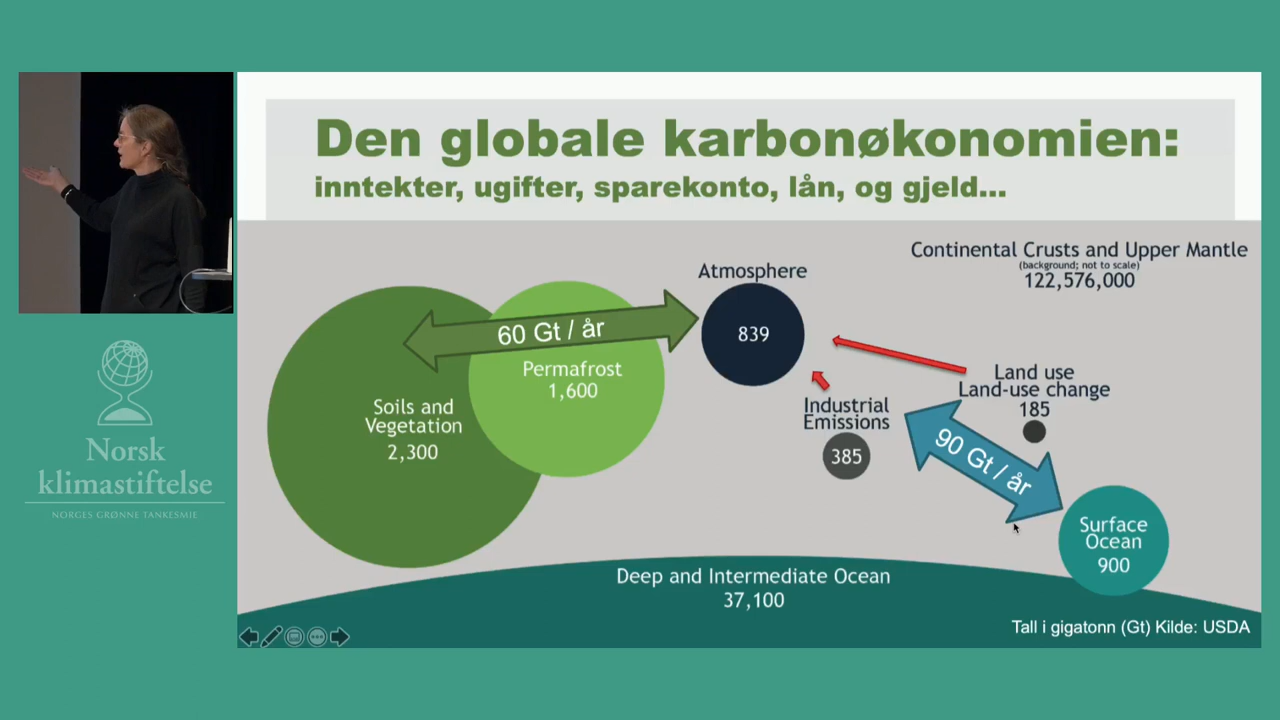 Den globale karbonøkonomien:
inntekter, ugifter, sparekonto, lån, og gjeld...
Continental Crusts and Upper Mantle
(background; not to scale)
122,576,000
Atmosphere
839
60 Gt / år
Permafrost
1,600
Soils and
Vegetation
2,300
Land use
Land-use change
185
Industrial
Emissions
385
90 Gt / år
Surface
Ocean
900
Deep and Intermediate Ocean
37,100
Tall i gigatonn (Gt) Kilde: USDA
Norsk
klimastiftelse
NORGES GRØNNE TANKESMIE